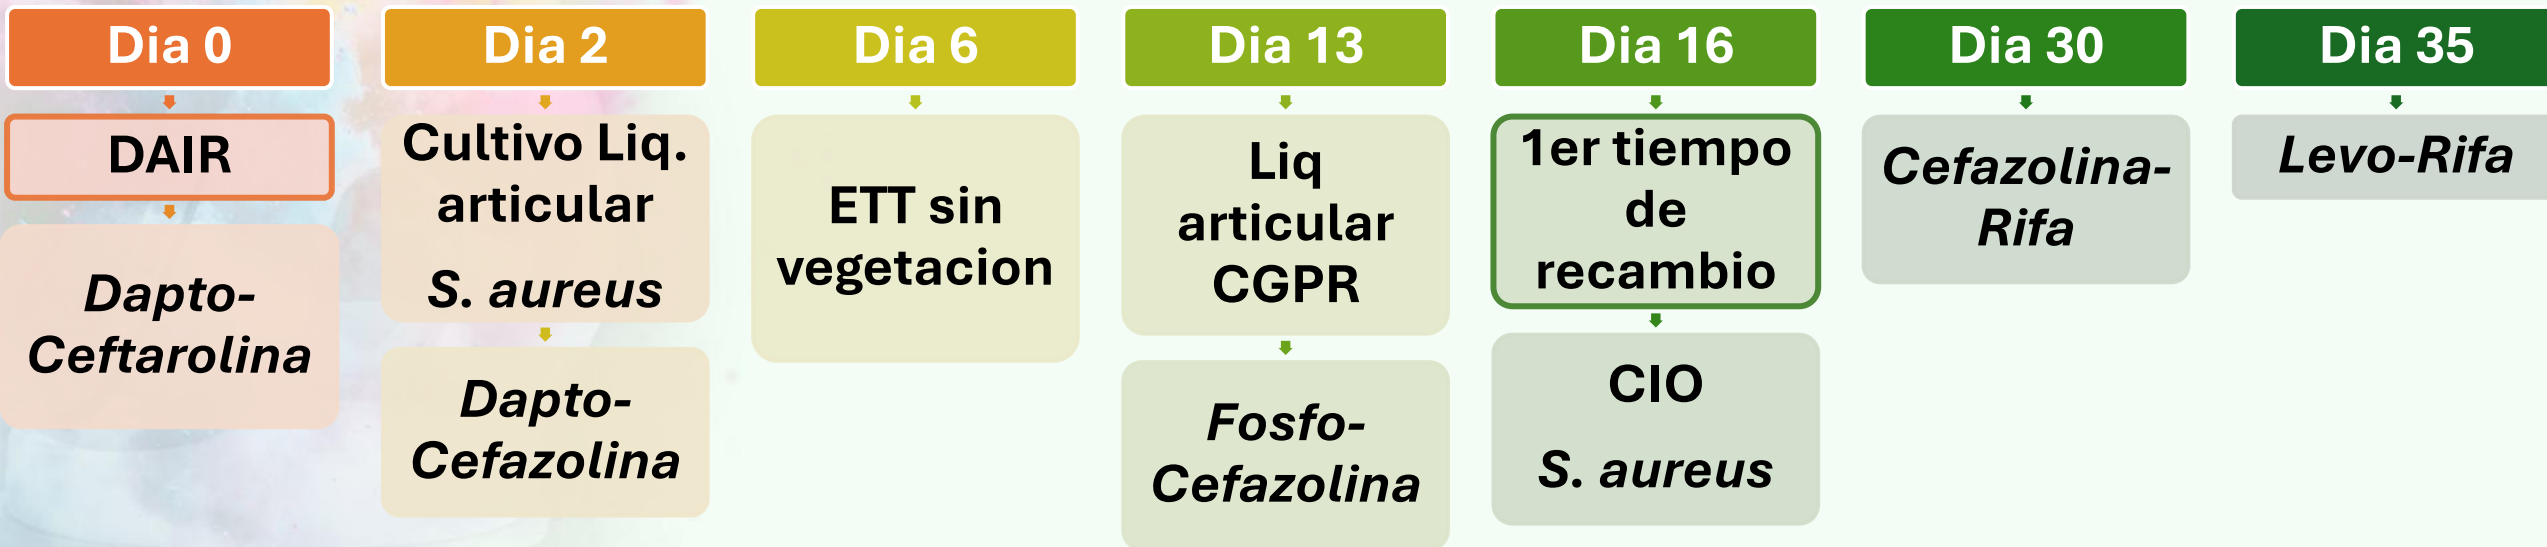 Dia 0
DAIR
Dapto-
Ceftarolina
Dia 2
Cultivo Liq.
articular
S. aureus
Dapto-
Cefazolina
Dia 6
ETT sin
vegetacion
Dia 13
Liq
articular
CGPR
Fosfo-
Cefazolina
Dia 16
1er tiempo
de
recambio
CIO
S. aureus
Dia 30
Cefazolina-
Rifa
Dia 35
Levo-Rifa